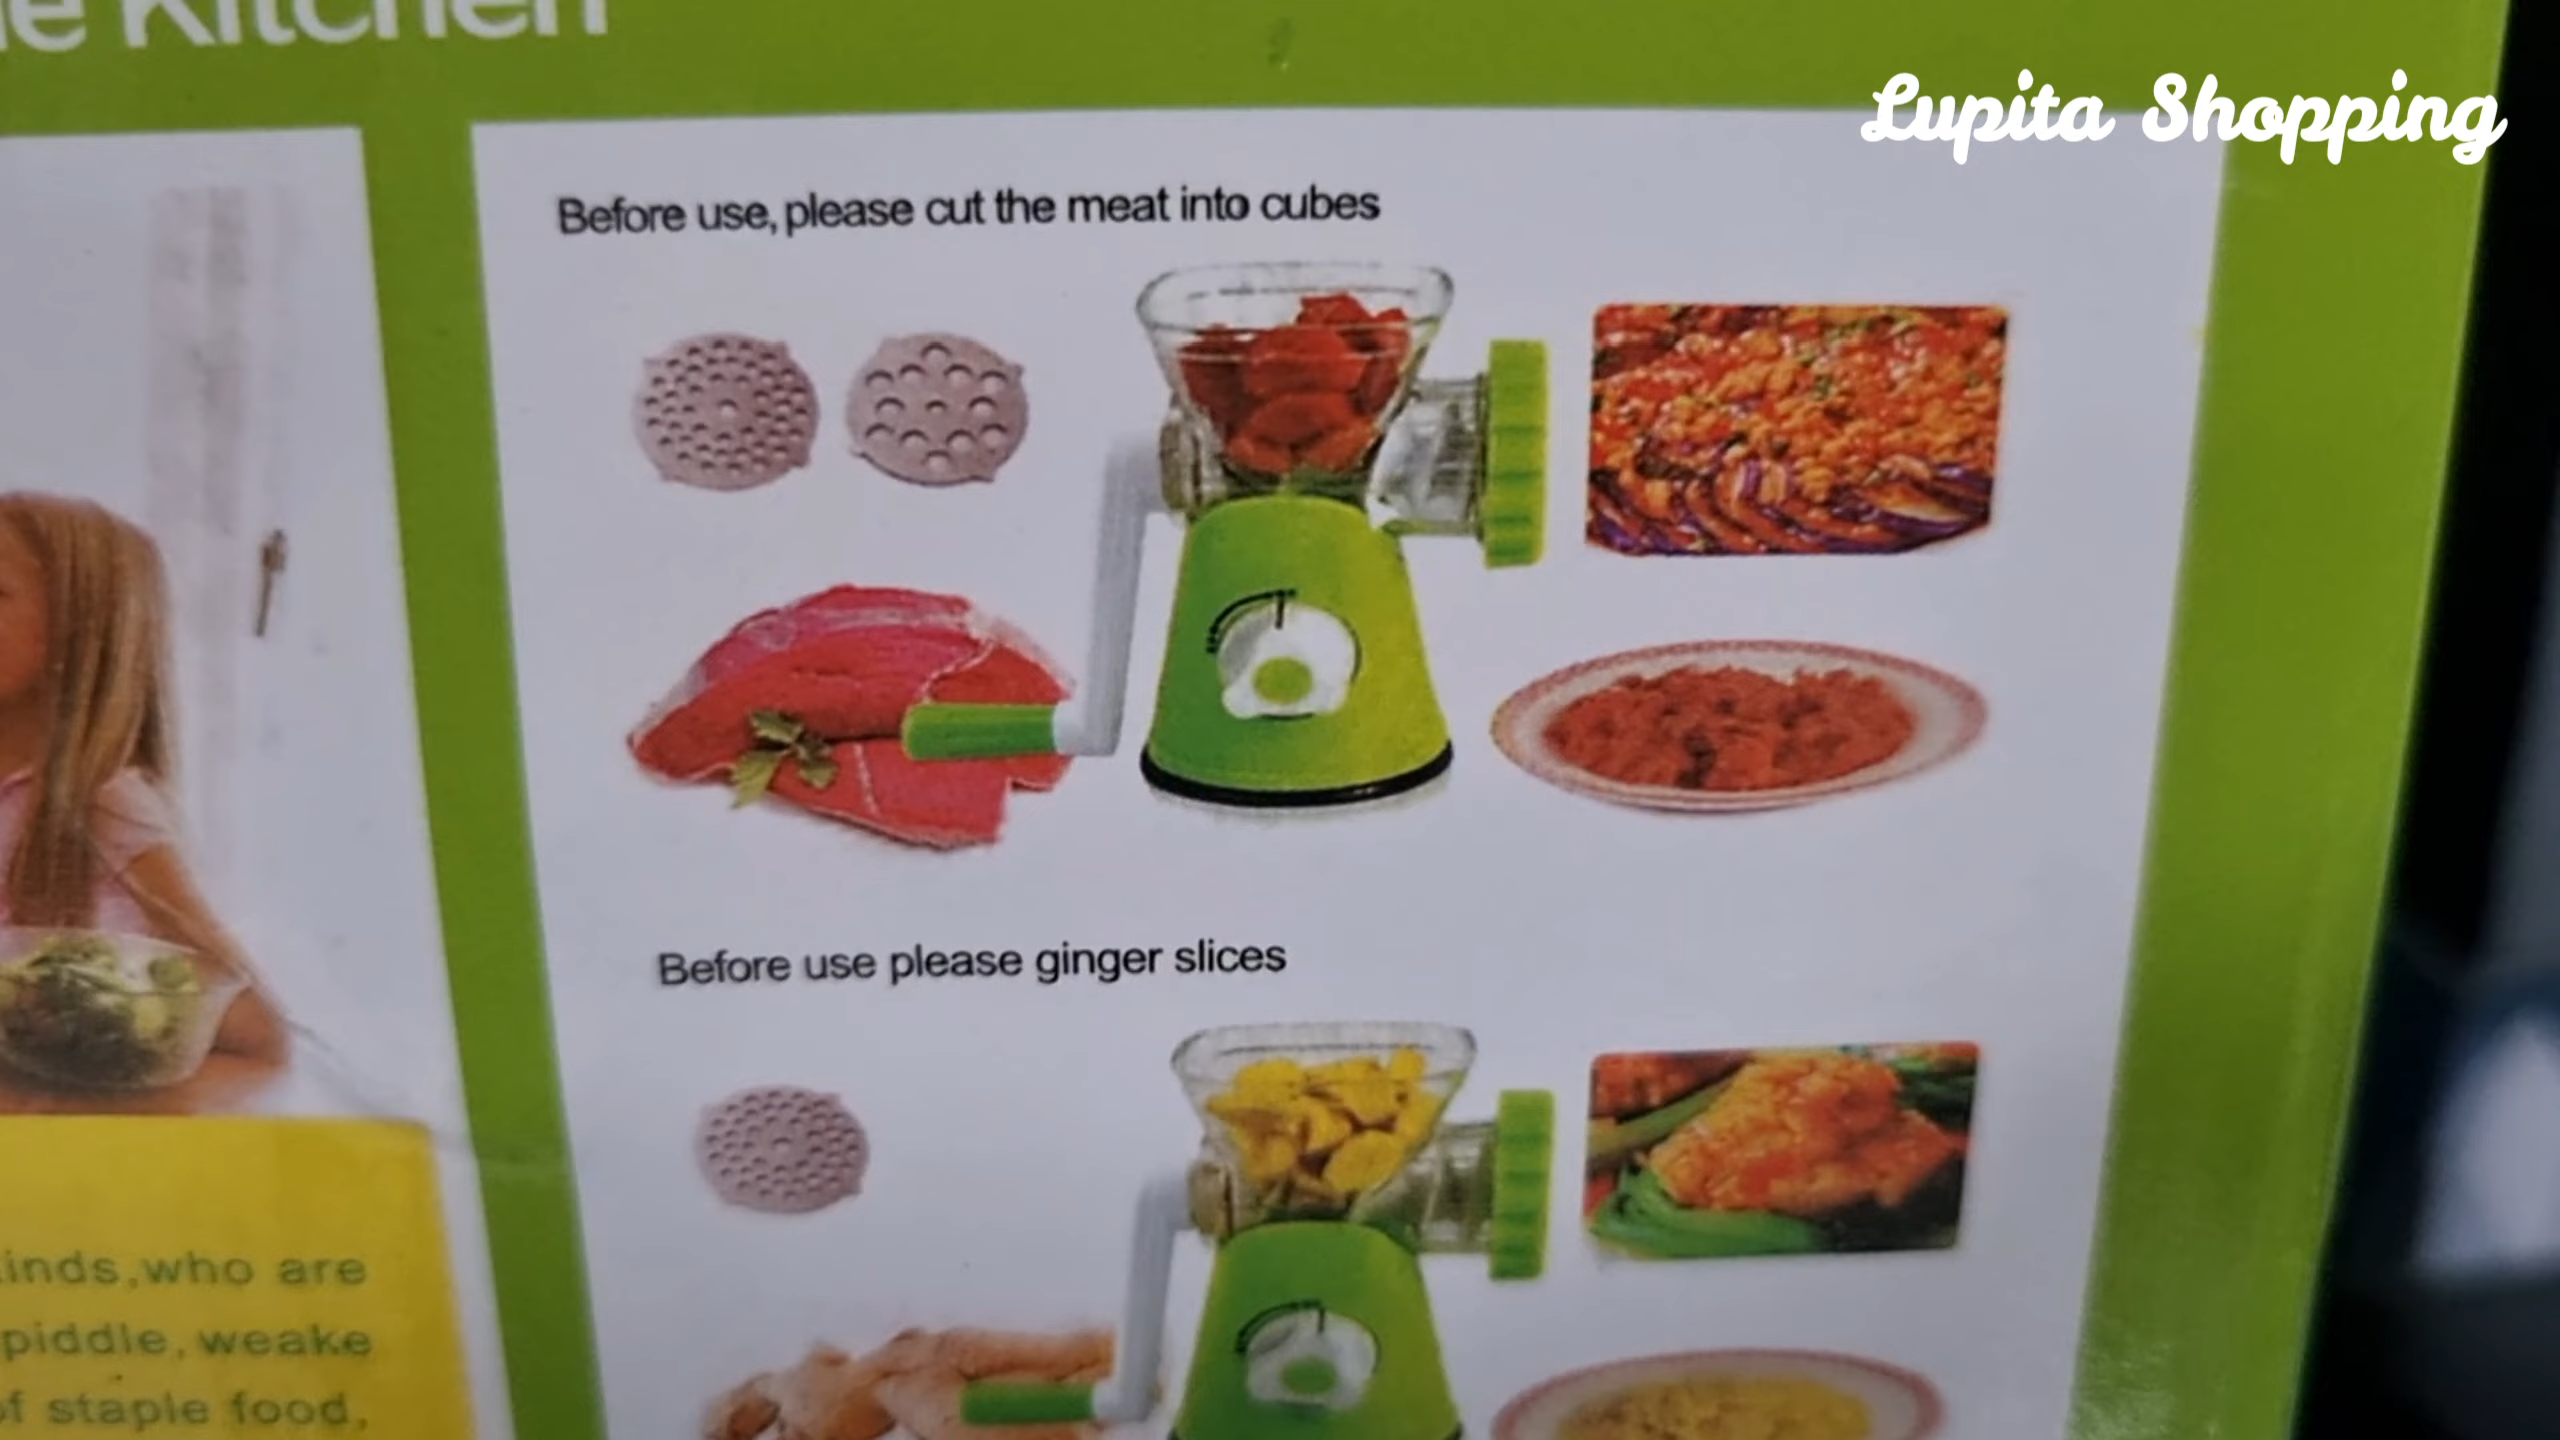 Kitchen
Lupita Shopping
Before use, please cut the meat into cubes
Before use please ginger slices
who are
piddle, weake
staple food,